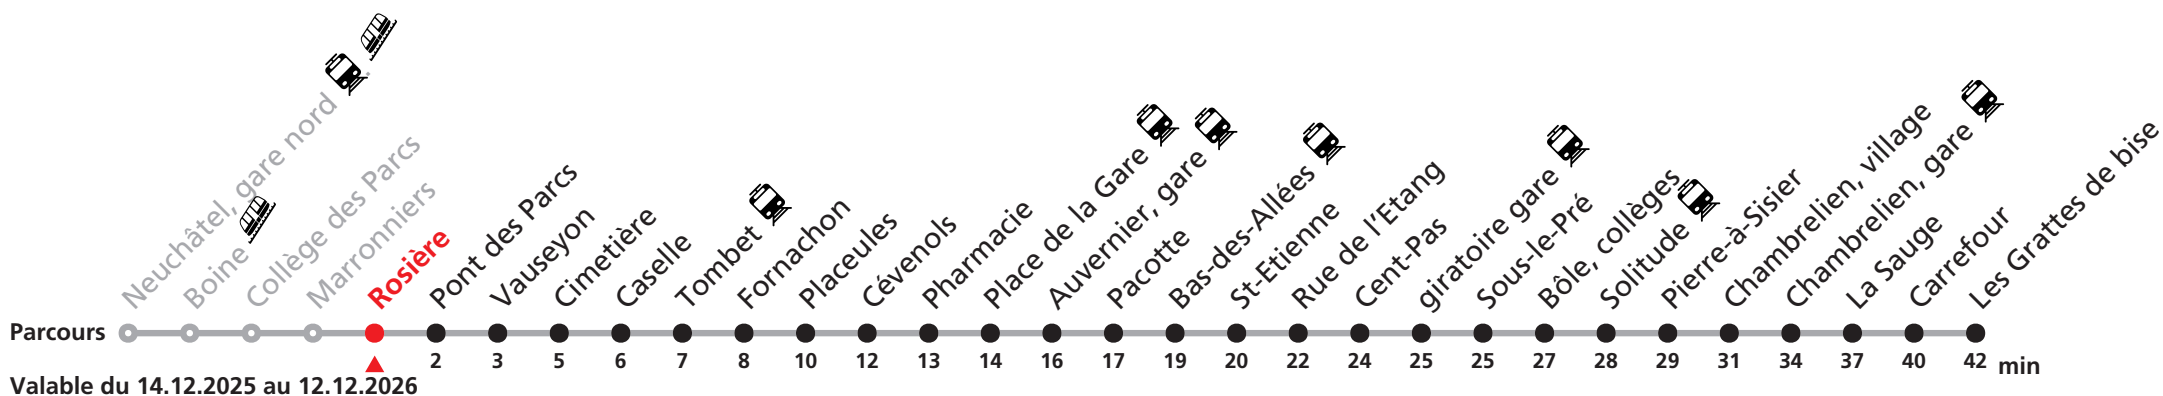 Neuchâtel, gare nord
Boine
Collège des Parcs
Marronniers
Rosière
Pont des Parcs
Vauseyon
Cimetière
Caselle
Tombet
Fornachon
Placeules
Cévenols
Pharmacie
Place de la Gare
Auvernier, gare
Pacotte
Bas-des-Allées
St-Etienne
Rue de l'Etang
Cent-Pas
giratoire gare
Sous-le-Pré
Bôle, collèges
Solitude
Pierre-à-Sisier
Chambrelien, village
Chambrelien, gare
La Sauge
Carrefour
Les Grattes de bise
Parcours
2 3 5 6 7 8 10 12 13 14 16 17 19 20 22 24 25 25 27 28 29 31 34 37 40 42 min
Valable du 14.12.2025 au 12.12.2026